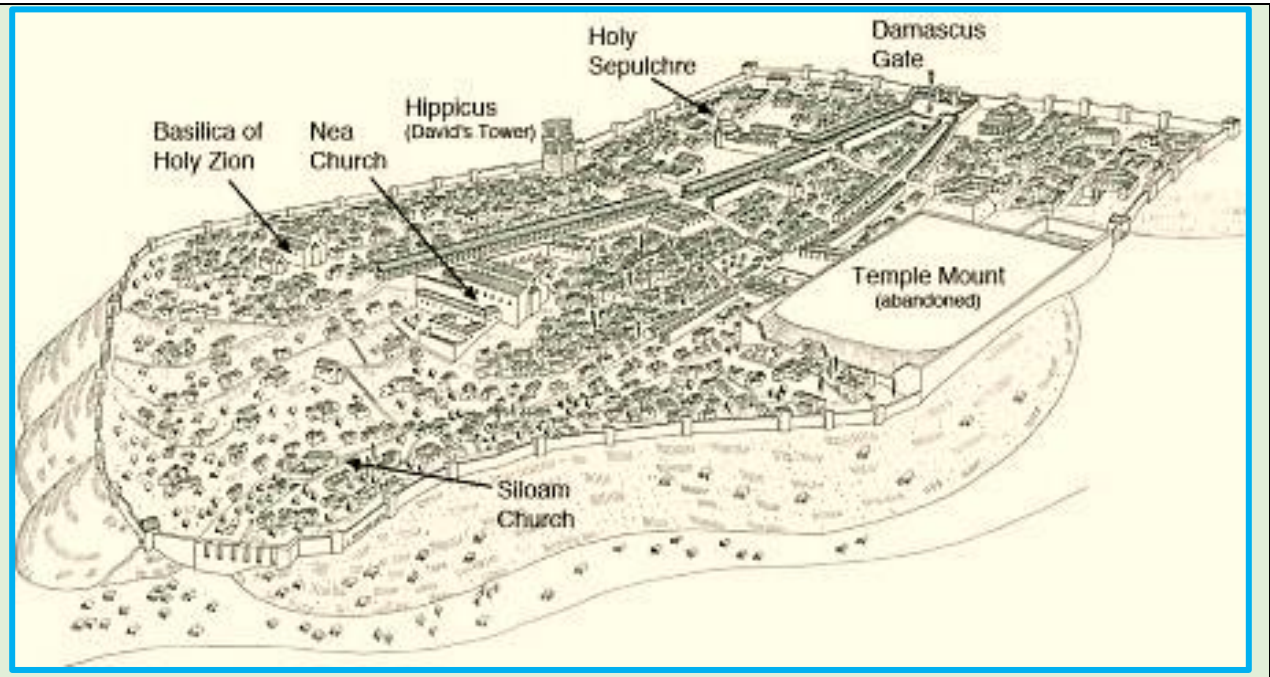 Damascus
Gate
Holy
Sepulchre
Hippicus
(David's Tower)
Basilica of
Holy Zion
Nea
Church
Temple Mount
(abandoned)
Siloam
Church